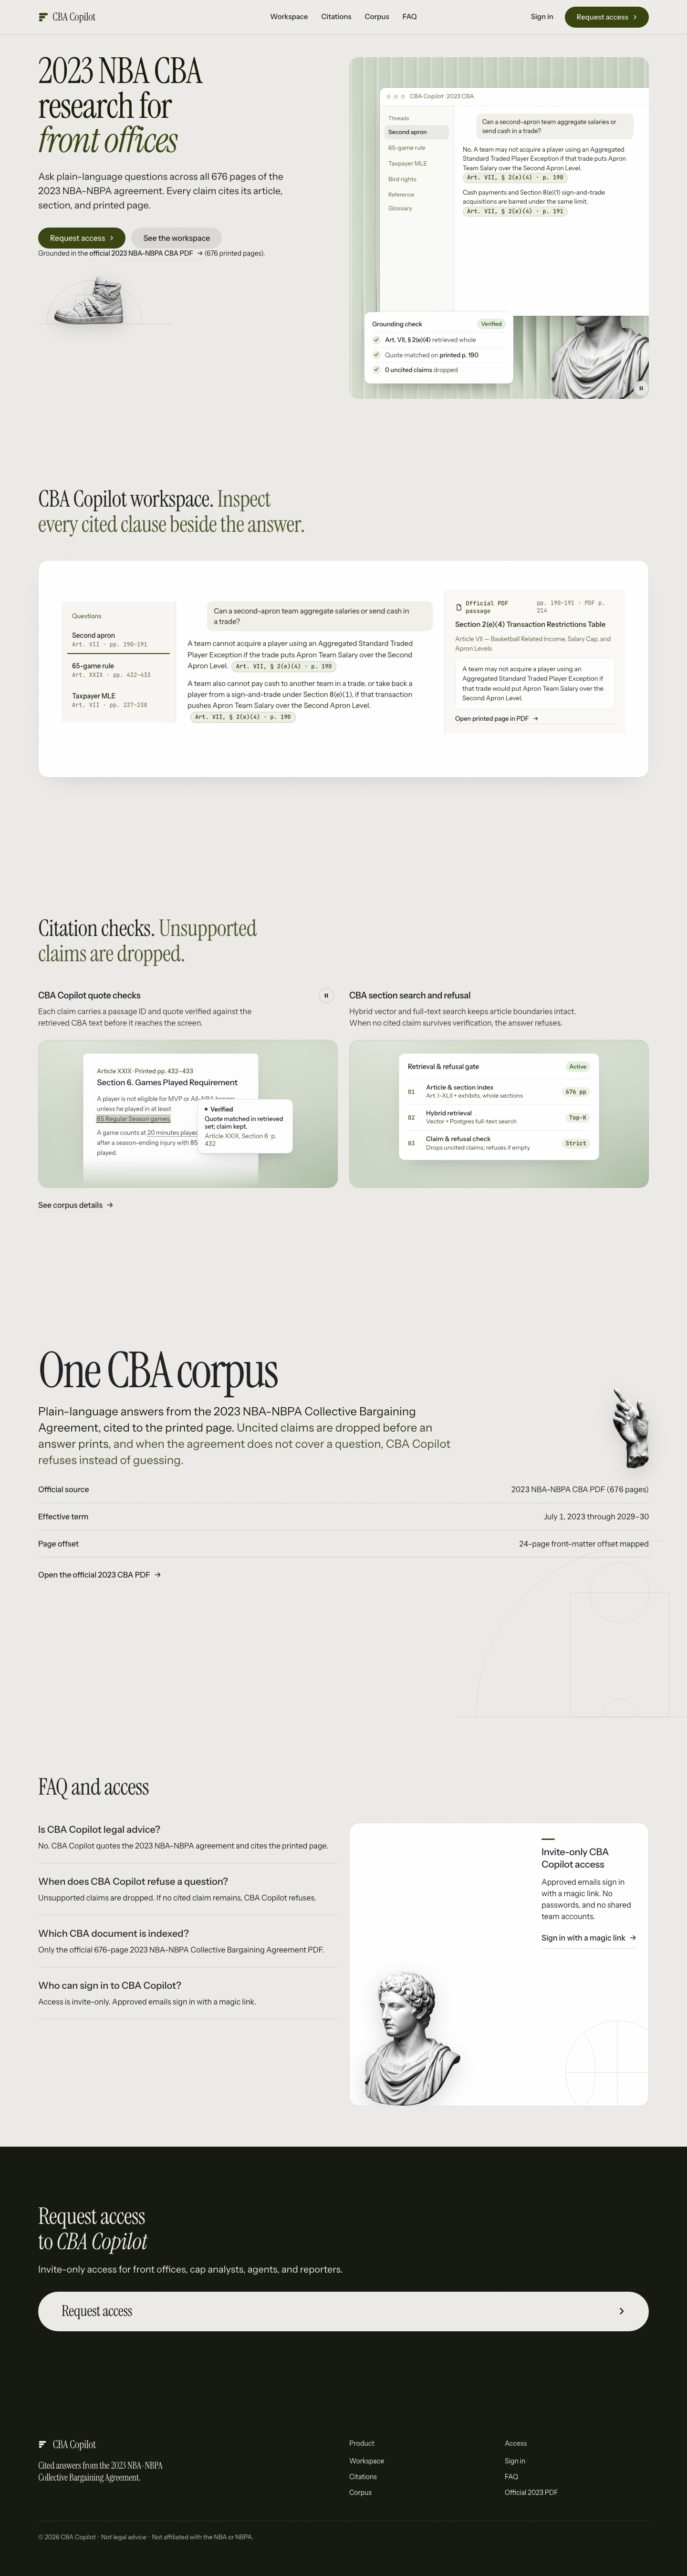 CBA Copilot
Workspace
Citations
Corpus
FAQ
Sign in
Request access
2023 NBA CBA
research for
front offices
Ask plain-language questions across all 676 pages of the
2023 NBA-NBPA agreement. Every claim cites its article,
section, and printed page.
Request access
See the workspace
Grounded in the official 2023 NBA-NBPA CBA PDF → (676 printed pages).
CBA Copilot · 2023 CBA
Threads
Second apron
65-game rule
Taxpayer MLE
Bird rights
Reference
Glossary
Can a second-apron team aggregate salaries or
send cash in a trade?
No. A team may not acquire a player using an Aggregated
Standard Traded Player Exception if that trade puts Apron
Team Salary over the Second Apron Level.
Art. VII, § 2(e)(4) · p. 190
Cash payments and Section 8(e)(1) sign-and-trade
acquisitions are barred under the same limit.
Art. VII, § 2(e)(4) · p. 191
Grounding check
Verified
Art. VII, § 2(e)(4) retrieved whole
Quote matched on printed p. 190
0 uncited claims dropped
CBA Copilot workspace. Inspect
every cited clause beside the answer.
Questions
Second apron
Art. VII · pp. 190–191
65-game rule
Art. XXIX · pp. 432–433
Taxpayer MLE
Art. VII · pp. 237–238
Can a second-apron team aggregate salaries or send cash in
a trade?
A team cannot acquire a player using an Aggregated Standard Traded
Player Exception if the trade puts Apron Team Salary over the Second
Apron Level. Art. VII, § 2(e)(4) · p. 190
A team also cannot pay cash to another team in a trade, or take back a
player from a sign-and-trade under Section 8(e)(1), if that transaction
pushes Apron Team Salary over the Second Apron Level.
Art. VII, § 2(e)(4) · p. 190
Official PDF
passage
pp. 190–191 · PDF p.
214
Section 2(e)(4) Transaction Restrictions Table
Article VII — Basketball Related Income, Salary Cap, and
Apron Levels
A team may not acquire a player using an
Aggregated Standard Traded Player Exception if
that trade would put Apron Team Salary over the
Second Apron Level.
Open printed page in PDF →
Citation checks. Unsupported
claims are dropped.
CBA Copilot quote checks
Each claim carries a passage ID and quote verified against the
retrieved CBA text before it reaches the screen.
Article XXIX · Printed pp. 432–433
Section 6. Games Played Requirement
A player is not eligible for MVP or All-NBA honors
unless he played in at least
65 Regular Season games.
A game counts at 20 minutes played
after a season-ending injury with 85
played.
Verified
Quote matched in retrieved
set; claim kept.
Article XXIX, Section 6 · p.
432
CBA section search and refusal
Hybrid vector and full-text search keeps article boundaries intact.
When no cited claim survives verification, the answer refuses.
Retrieval & refusal gate
Active
01
Article & section index
Art. I–XLII + exhibits, whole sections
676 pp
02
Hybrid retrieval
Vector + Postgres full-text search
Top-K
03
Claim & refusal check
Drops uncited claims; refuses if empty
Strict
See corpus details →
One CBA corpus
Plain-language answers from the 2023 NBA-NBPA Collective Bargaining
Agreement, cited to the printed page. Uncited claims are dropped before an
answer prints, and when the agreement does not cover a question, CBA Copilot
refuses instead of guessing.
Official source
2023 NBA-NBPA CBA PDF (676 pages)
Effective term
July 1, 2023 through 2029–30
Page offset
24-page front-matter offset mapped
Open the official 2023 CBA PDF →
FAQ and access
Is CBA Copilot legal advice?
No. CBA Copilot quotes the 2023 NBA-NBPA agreement and cites the printed page.
When does CBA Copilot refuse a question?
Unsupported claims are dropped. If no cited claim remains, CBA Copilot refuses.
Which CBA document is indexed?
Only the official 676-page 2023 NBA-NBPA Collective Bargaining Agreement PDF.
Who can sign in to CBA Copilot?
Access is invite-only. Approved emails sign in with a magic link.
Invite-only CBA
Copilot access
Approved emails sign in
with a magic link. No
passwords, and no shared
team accounts.
Sign in with a magic link →
Request access
to CBA Copilot
Invite-only access for front offices, cap analysts, agents, and reporters.
Request access
CBA Copilot
Cited answers from the 2023 NBA-NBPA
Collective Bargaining Agreement.
Product
Workspace
Citations
Corpus
Access
Sign in
FAQ
Official 2023 PDF
© 2026 CBA Copilot · Not legal advice · Not affiliated with the NBA or NBPA.